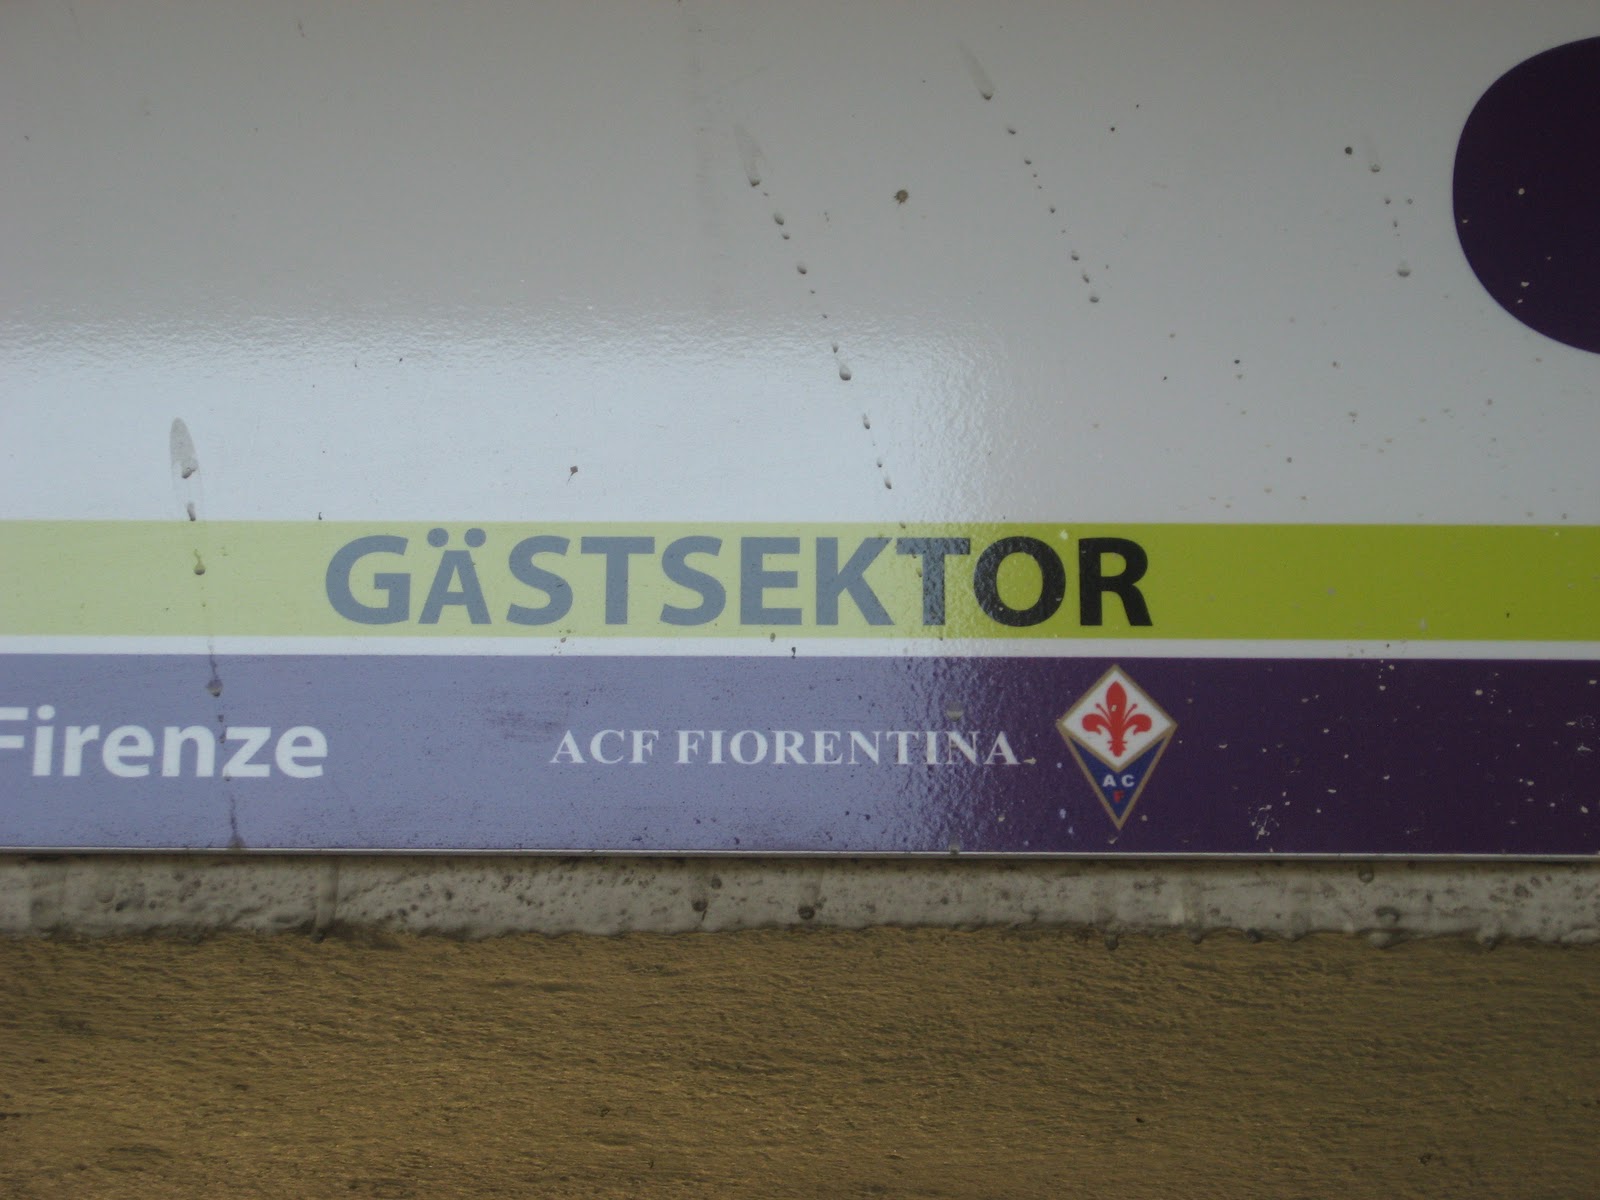 GÄSTSEKTOR
Firenze ACF FIORENTINA
A C
F